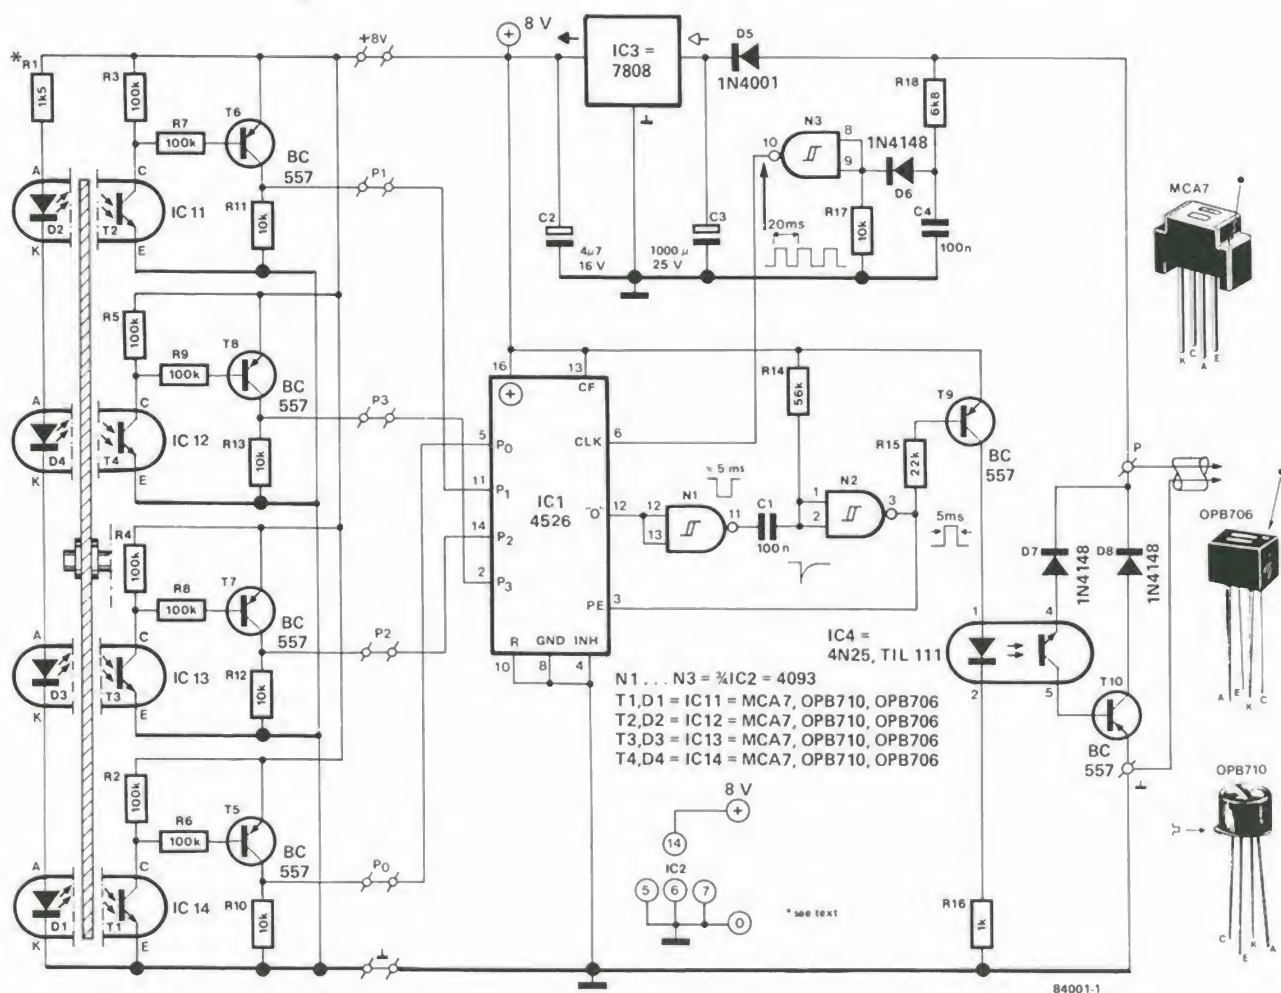 8 V
+
IC3 =
7808
⊥
D5
1N4001
+8V
*
R1
1k5
R3
100k
R7
100k
T6
BC
557
P1
R11
10k
A
C
D2
T2
IC 11
K
E
C2
4µ7
16 V
C3
1000 µ
25 V
N3
10
8
9
20ms
1N4148
D6
R17
10k
R18
6k8
C4
100n
MCA7
K
C
A
E
R5
100k
R9
100k
T8
BC
557
P3
R13
10k
A
C
D4
T4
IC 12
K
E
R4
100k
R8
100k
T7
BC
557
P2
R12
10k
A
C
D3
T3
IC 13
K
E
R2
100k
R6
100k
T5
BC
557
P0
R10
10k
A
C
D1
T1
IC 14
K
E
⊥
16
13
+
CF
CLK
6
5
P0
11
P1
14
P2
2
P3
IC1
4526
"O"
12
PE
3
R
GND
INH
10
8
4
12
13
N1
11
≈ 5 ms
C1
100n
R14
56k
1
2
N2
3
5ms
R15
22k
T9
BC
557
P
D7
1N4148
D8
1N4148
IC4 =
4N25, TIL 111
1
4
2
5
T10
BC
557
⊥
R16
1k
OPB706
A
E
K
C
OPB710
C
E
K
A
N1 . . . N3 = ¾IC2 = 4093
T1,D1 = IC11 = MCA7, OPB710, OPB706
T2,D2 = IC12 = MCA7, OPB710, OPB706
T3,D3 = IC13 = MCA7, OPB710, OPB706
T4,D4 = IC14 = MCA7, OPB710, OPB706
8 V
+
14
IC2
5
6
7
0
* see text
84001-1